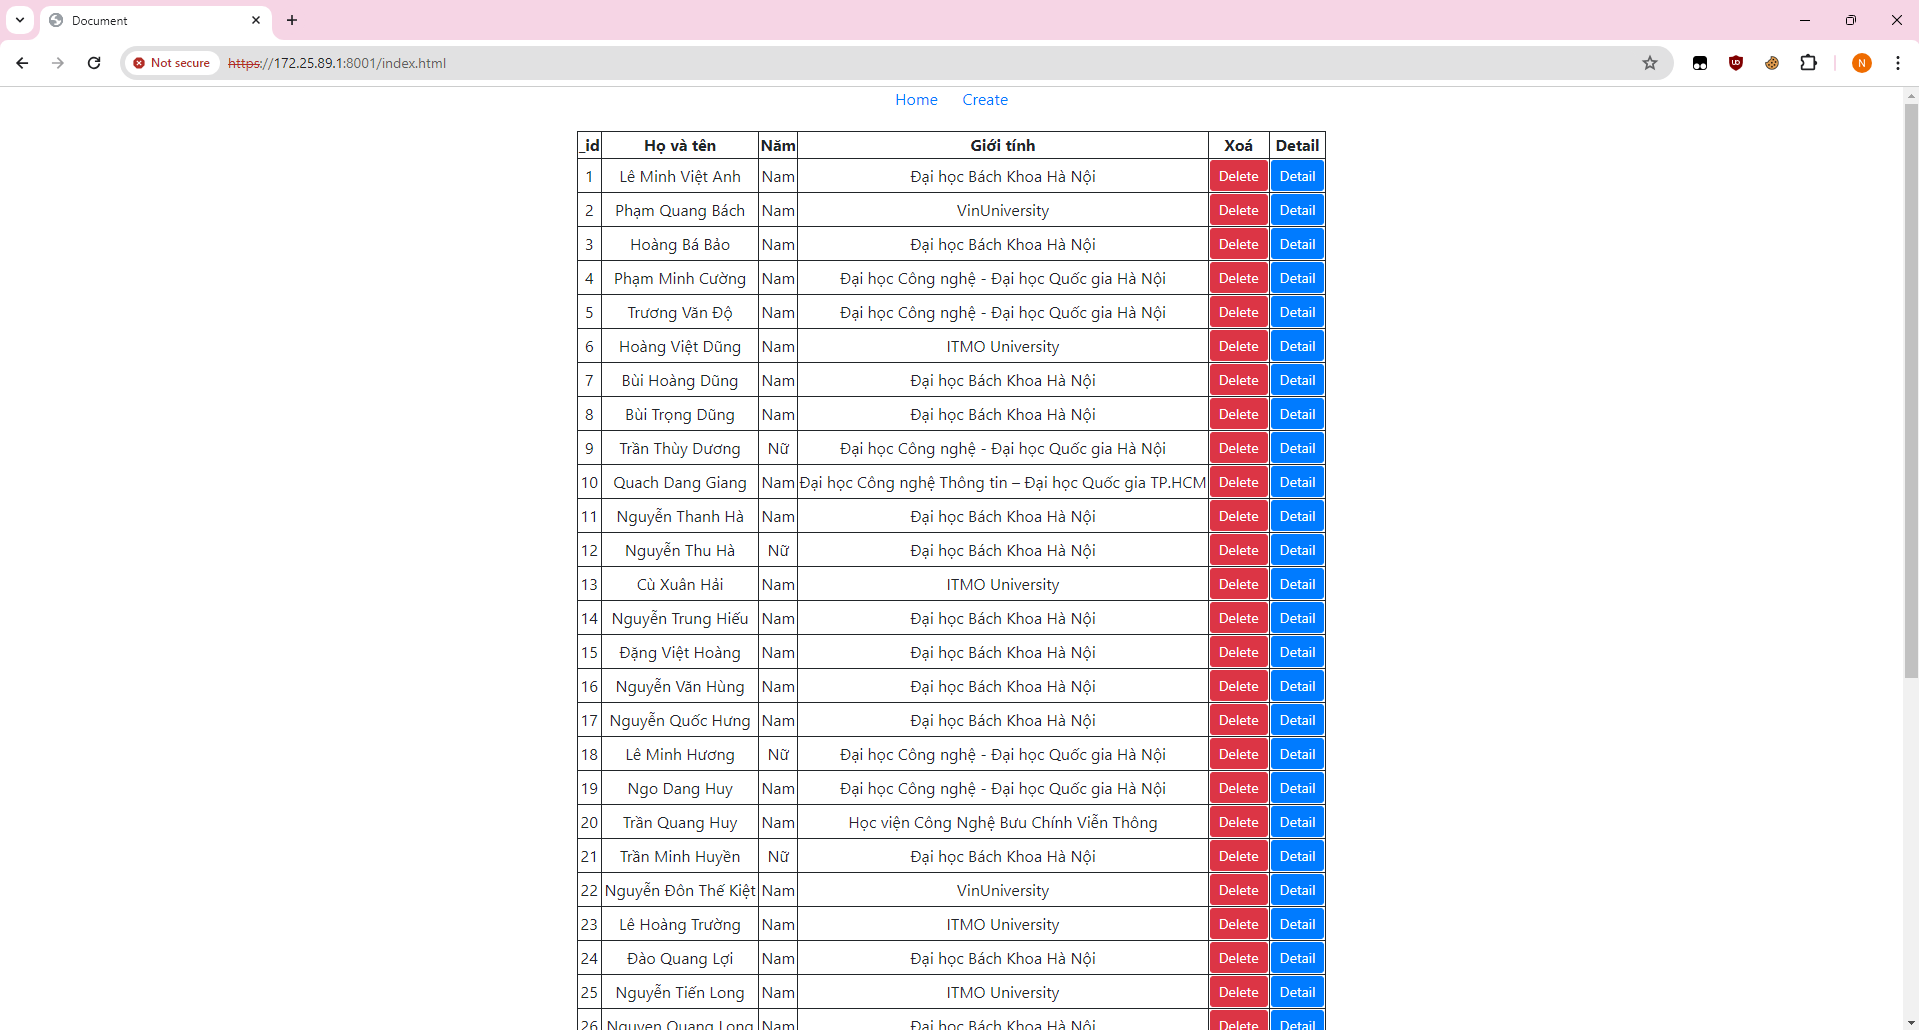 Document
Not secure https://172.25.89.1:8001/index.html N
Home Create
_id Họ và tên Năm Giới tính Xoá Detail
1 Lê Minh Việt Anh Nam Đại học Bách Khoa Hà Nội Delete Detail
2 Phạm Quang Bách Nam VinUniversity Delete Detail
3 Hoàng Bá Bảo Nam Đại học Bách Khoa Hà Nội Delete Detail
4 Phạm Minh Cường Nam Đại học Công nghệ - Đại học Quốc gia Hà Nội Delete Detail
5 Trương Văn Độ Nam Đại học Công nghệ - Đại học Quốc gia Hà Nội Delete Detail
6 Hoàng Việt Dũng Nam ITMO University Delete Detail
7 Bùi Hoàng Dũng Nam Đại học Bách Khoa Hà Nội Delete Detail
8 Bùi Trọng Dũng Nam Đại học Bách Khoa Hà Nội Delete Detail
9 Trần Thùy Dương Nữ Đại học Công nghệ - Đại học Quốc gia Hà Nội Delete Detail
10 Quach Dang Giang Nam Đại học Công nghệ Thông tin – Đại học Quốc gia TP.HCM Delete Detail
11 Nguyễn Thanh Hà Nam Đại học Bách Khoa Hà Nội Delete Detail
12 Nguyễn Thu Hà Nữ Đại học Bách Khoa Hà Nội Delete Detail
13 Cù Xuân Hải Nam ITMO University Delete Detail
14 Nguyễn Trung Hiếu Nam Đại học Bách Khoa Hà Nội Delete Detail
15 Đặng Việt Hoàng Nam Đại học Bách Khoa Hà Nội Delete Detail
16 Nguyễn Văn Hùng Nam Đại học Bách Khoa Hà Nội Delete Detail
17 Nguyễn Quốc Hưng Nam Đại học Bách Khoa Hà Nội Delete Detail
18 Lê Minh Hương Nữ Đại học Công nghệ - Đại học Quốc gia Hà Nội Delete Detail
19 Ngo Dang Huy Nam Đại học Công nghệ - Đại học Quốc gia Hà Nội Delete Detail
20 Trần Quang Huy Nam Học viện Công Nghệ Bưu Chính Viễn Thông Delete Detail
21 Trần Minh Huyền Nữ Đại học Bách Khoa Hà Nội Delete Detail
22 Nguyễn Đôn Thế Kiệt Nam VinUniversity Delete Detail
23 Lê Hoàng Trường Nam ITMO University Delete Detail
24 Đào Quang Lợi Nam Đại học Bách Khoa Hà Nội Delete Detail
25 Nguyễn Tiến Long Nam ITMO University Delete Detail
26 Nguyen Quang Long Nam Đại học Bách Khoa Hà Nội Delete Detail